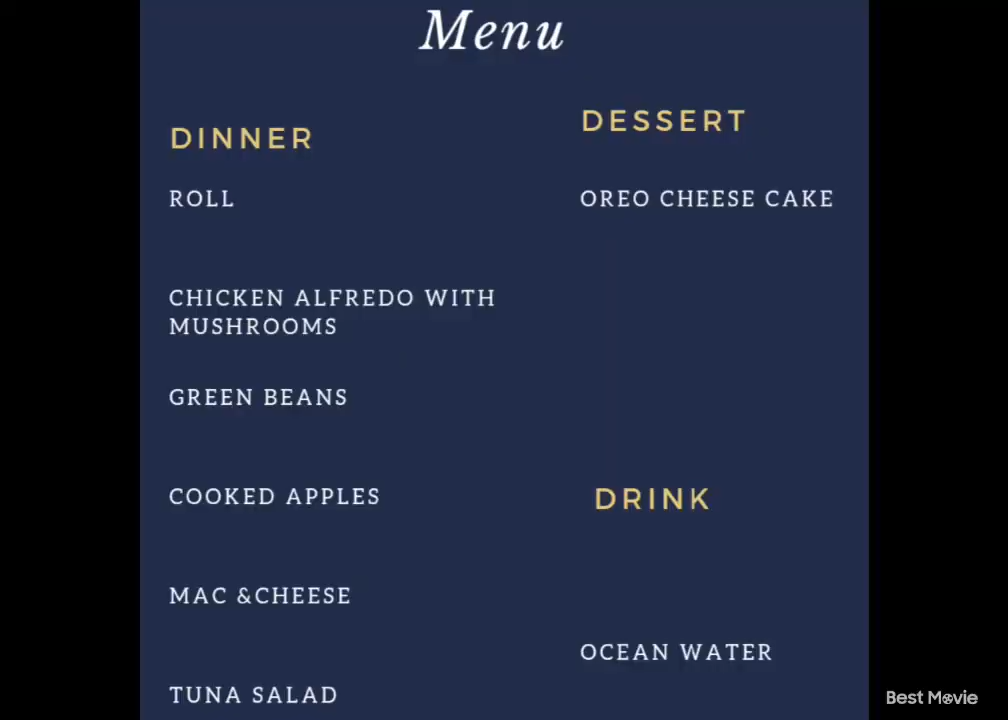 Menu
DINNER
ROLL
CHICKEN ALFREDO WITH
MUSHROOMS
GREEN BEANS
COOKED APPLES
MAC &CHEESE
TUNA SALAD
DESSERT
OREO CHEESE CAKE
DRINK
OCEAN WATER
Best Movie